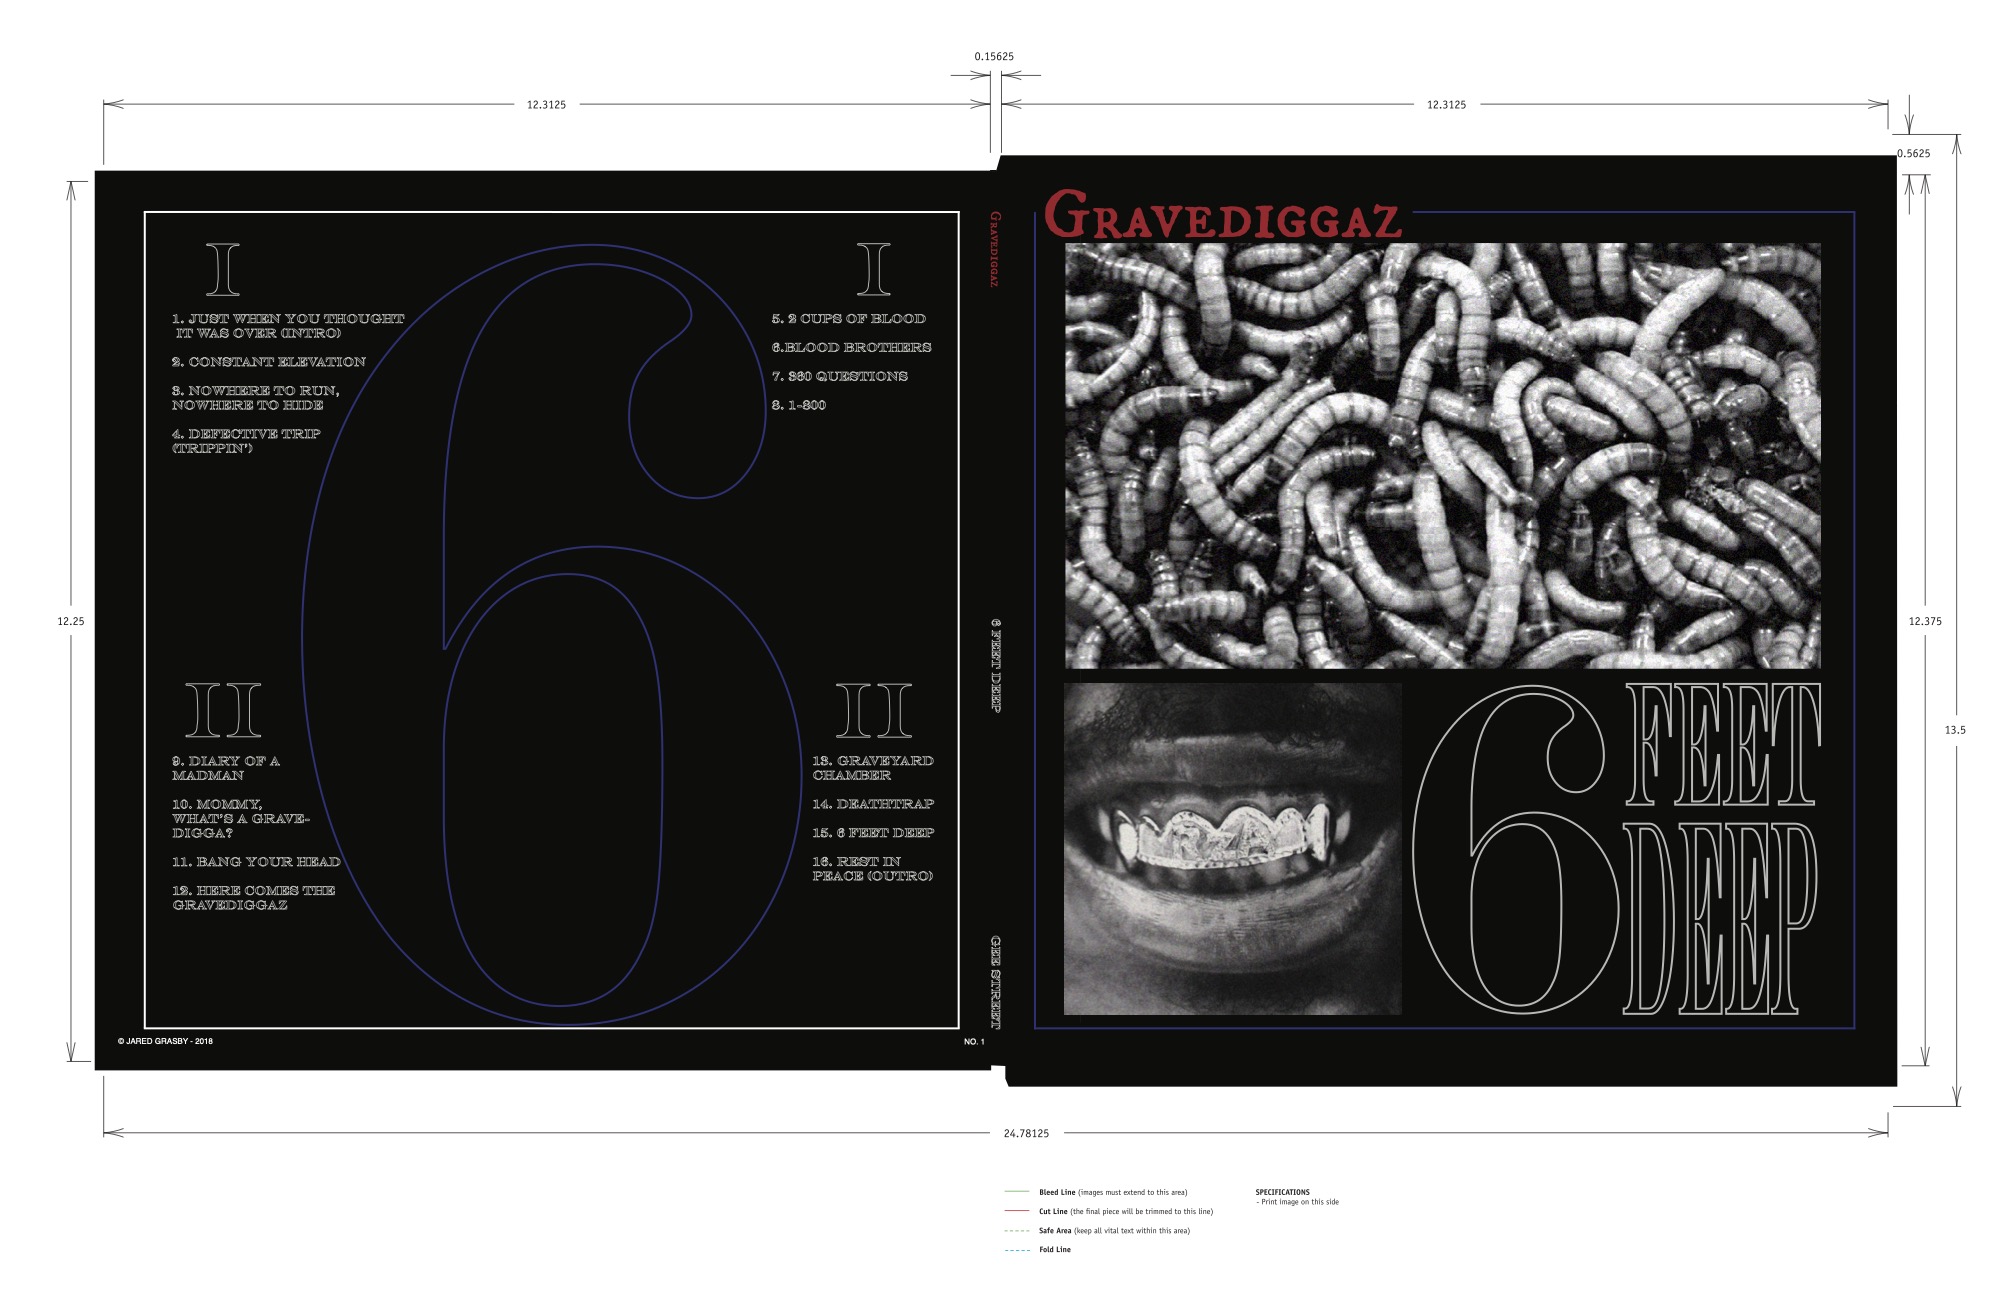 0.15625
12.3125
12.3125
0.5625
12.25
12.375
13.5
24.78125
I
1. JUST WHEN YOU THOUGHT
IT WAS OVER (INTRO)
2. CONSTANT ELEVATION
3. NOWHERE TO RUN,
NOWHERE TO HIDE
4. DEFECTIVE TRIP
(TRIPPIN')
I
5. 2 CUPS OF BLOOD
6.BLOOD BROTHERS
7. 360 QUESTIONS
8. 1-800
6
II
9. DIARY OF A
MADMAN
10. MOMMY,
WHAT'S A GRAVE-
DIGGA?
11. BANG YOUR HEAD
12. HERE COMES THE
GRAVEDIGGAZ
II
13. GRAVEYARD
CHAMBER
14. DEATHTRAP
15. 6 FEET DEEP
16. REST IN
PEACE (OUTRO)
© JARED GRASBY - 2018
NO. 1
GRAVEDIGGAZ
6 FEET DEEP
GEE STREET
GRAVEDIGGAZ
RZA
6 FEET
DEEP
Bleed Line (images must extend to this area)
Cut Line (the final piece will be trimmed to this line)
Safe Area (keep all vital text within this area)
Fold Line
SPECIFICATIONS
- Print image on this side